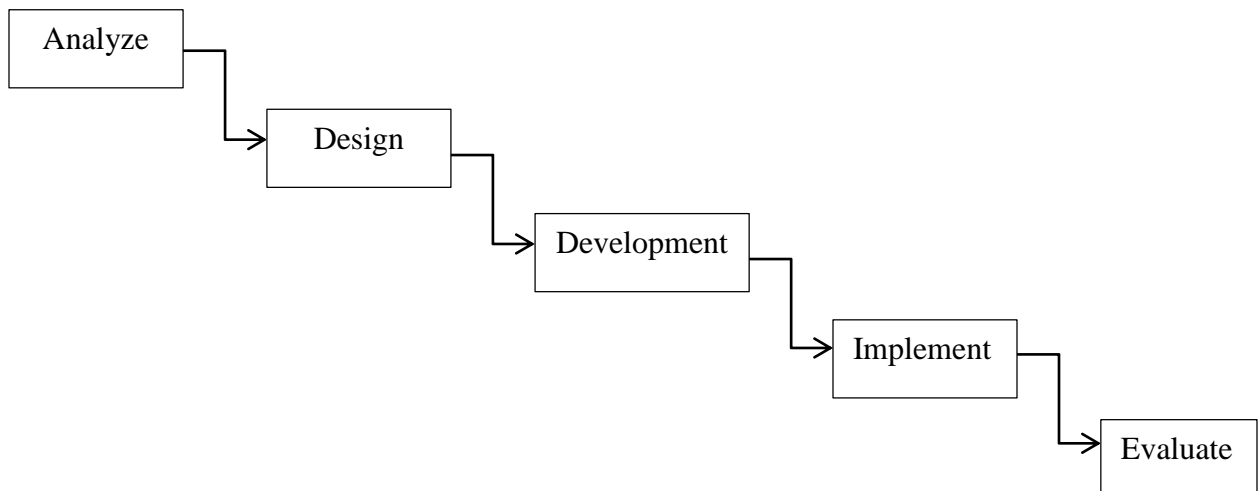 Analyze
Design
Development
Implement
Evaluate